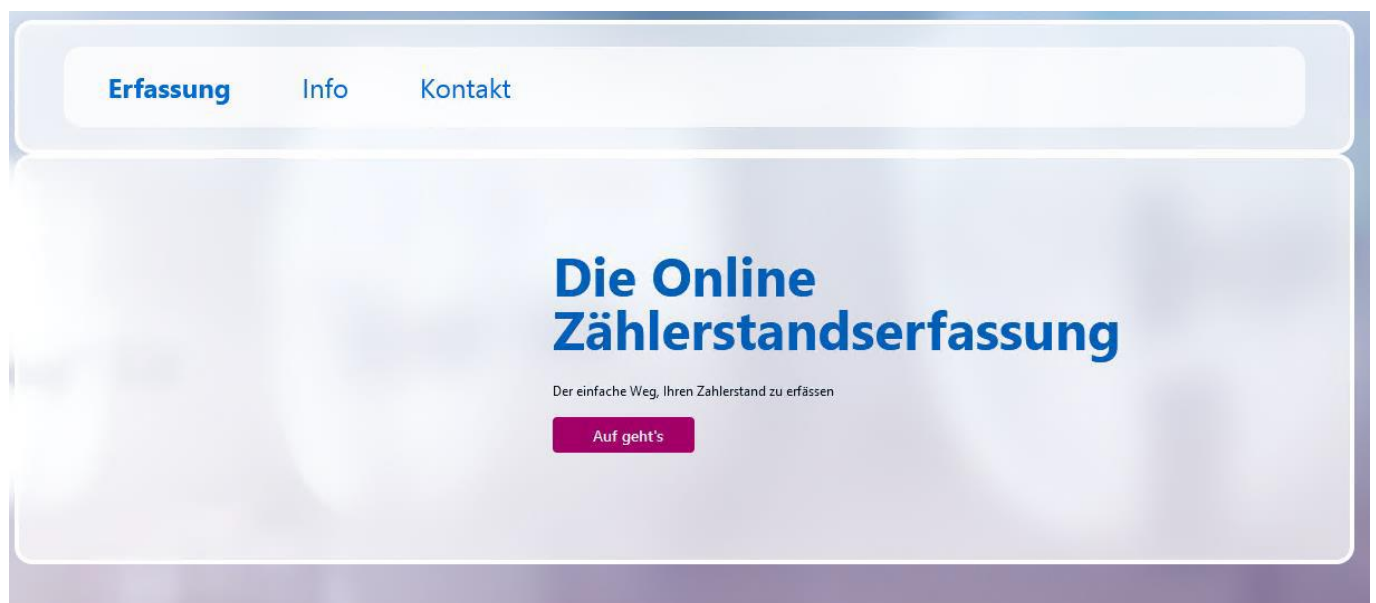 Erfassung Info Kontakt
Die Online
Zählerstandserfassung
Der einfache Weg, Ihren Zahlerstand zu erfässen
Auf geht's